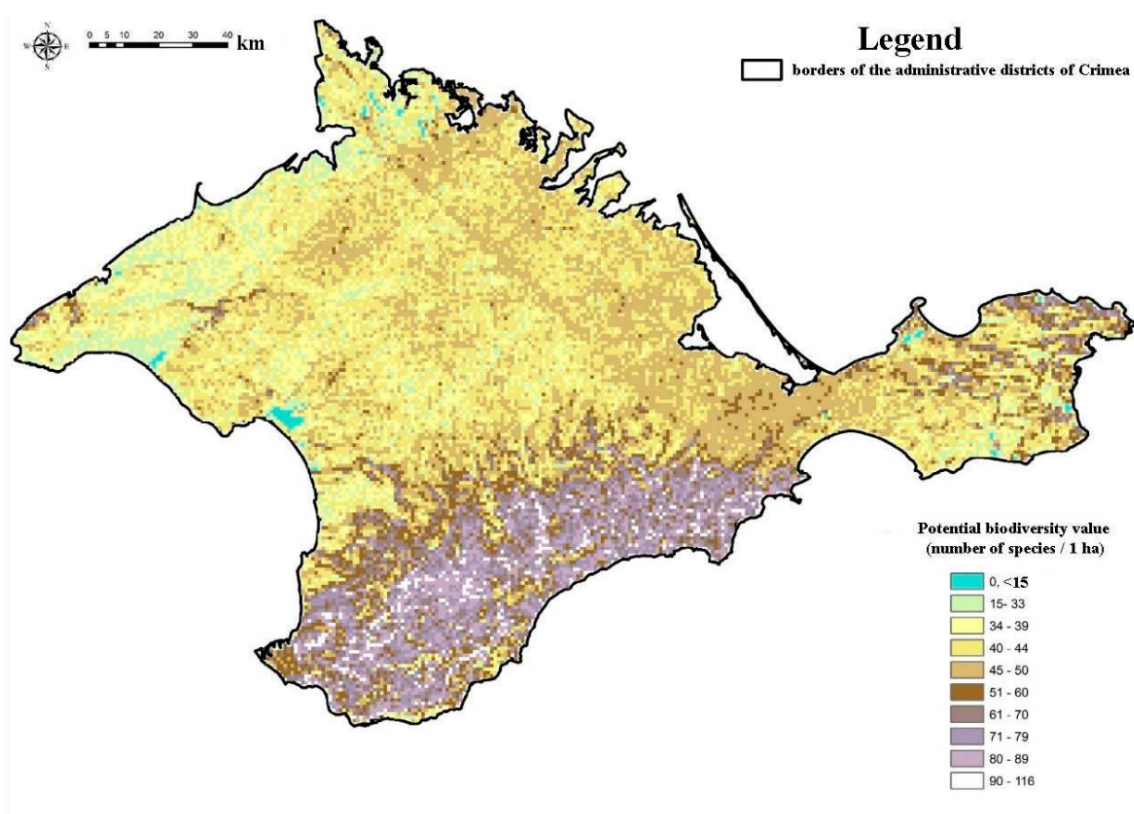 N
W E
S
0 5 10 20 30 40 km
Legend
borders of the administrative districts of Crimea
Potential biodiversity value
(number of species / 1 ha)
0, <15
15- 33
34 - 39
40 - 44
45 - 50
51 - 60
61 - 70
71 - 79
80 - 89
90 - 116